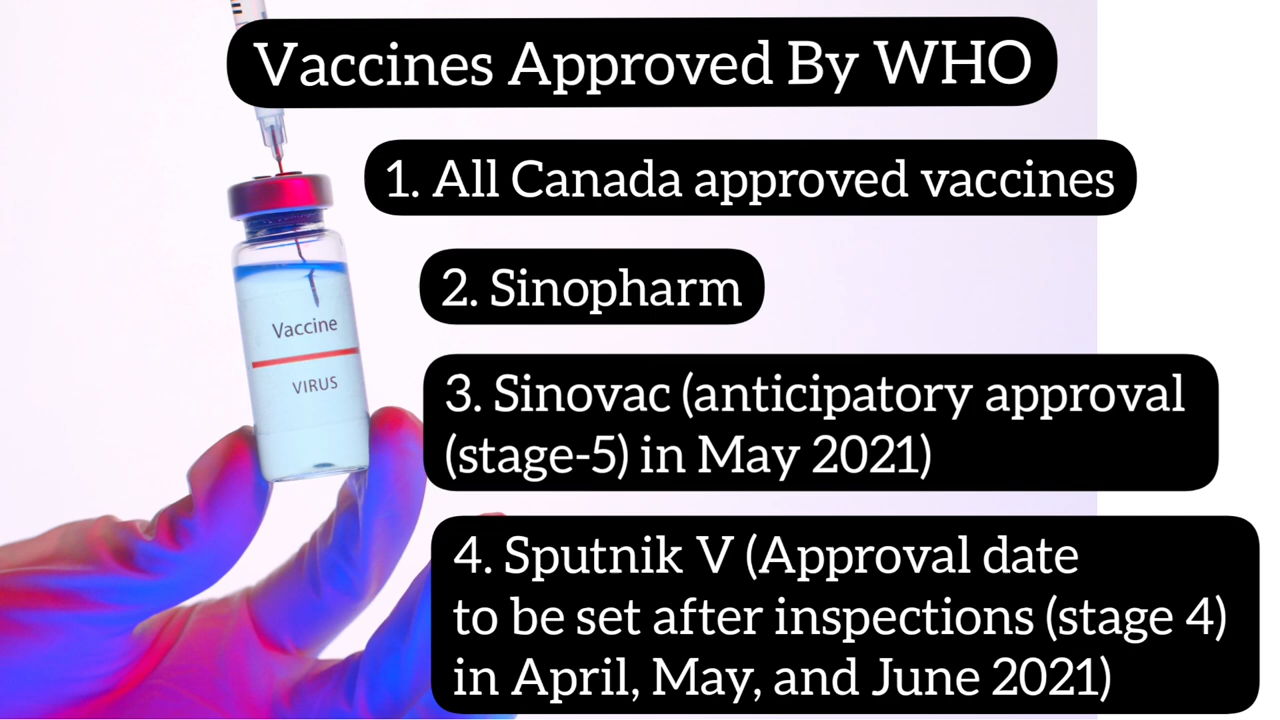 Vaccines Approved By WHO
1. All Canada approved vaccines
2. Sinopharm
Vaccine
VIRUS
3. Sinovac (anticipatory approval
(stage-5) in May 2021)
4. Sputnik V (Approval date
to be set after inspections (stage 4)
in April, May, and June 2021)